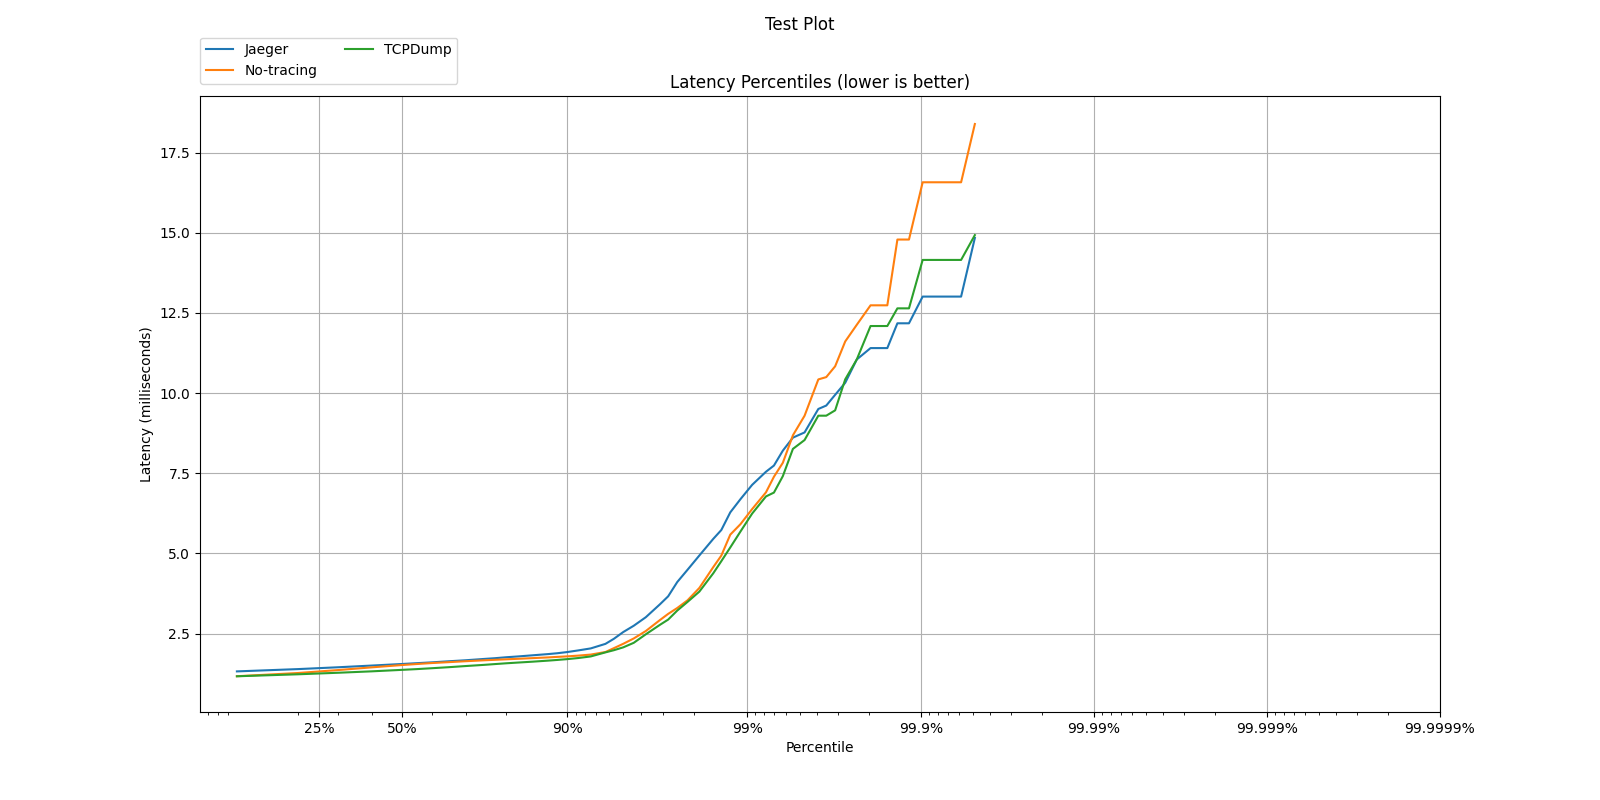 Test Plot
Jaeger
No-tracing
TCPDump
Latency Percentiles (lower is better)
Latency (milliseconds)
17.5
15.0
12.5
10.0
7.5
5.0
2.5
25% 50% 90% 99% 99.9% 99.99% 99.999% 99.9999%
Percentile